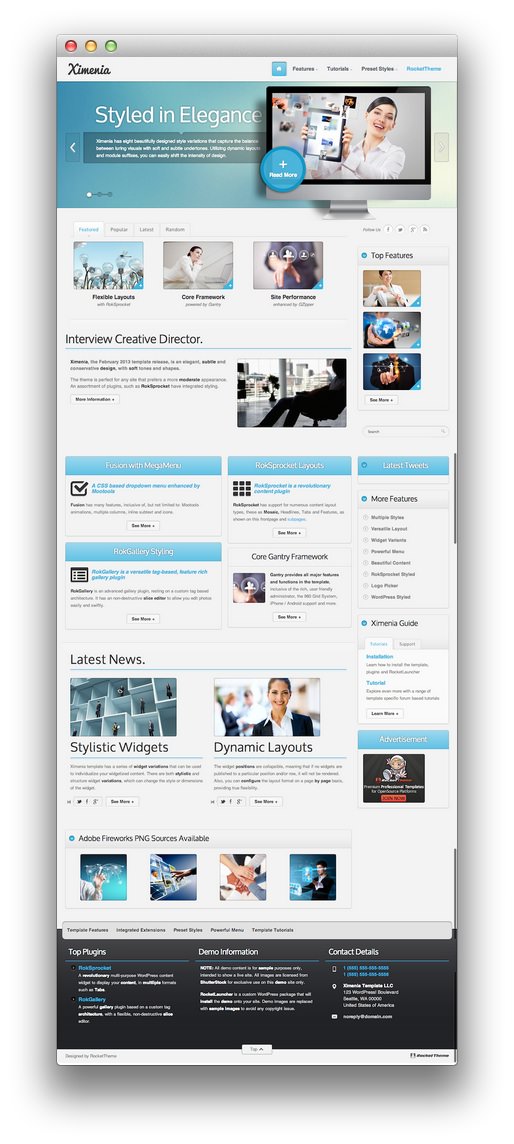 Ximenia
Features
Tutorials
Preset Styles
RocketTheme
Styled in Elegance
Ximenia has eight beautifully designed style variations that capture the balance
between luring visuals with soft and subtle undertones. Utilizing dynamic layouts
and module suffixes, you can easily shift the intensity of design.
+
Read More
Featured
Popular
Latest
Random
Follow Us
Flexible Layouts
with RokSprocket
Core Framework
powered by Gantry
Site Performance
enhanced by GZipper
Top Features
See More +
Interview Creative Director.
Ximenia, the February 2013 template release, is an elegant, subtle and
conservative design, with soft tones and shapes.
The theme is perfect for any site that prefers a more moderate appearance.
An assortment of plugins, such as RokSprocket have integrated styling.
More Information +
Search
Fusion with MegaMenu
A CSS based dropdown menu enhanced by
Mootools
Fusion has many features, inclusive of, but not limited to: Mootools
animations, multiple columns, inline subtext and icons.
See More +
RokSprocket Layouts
RokSprocket is a revolutionary
content plugin
RokSprocket has support for numerous content layout
types, these as Mosaic, Headlines, Tabs and Features, as
shown on this frontpage and subpages.
See More +
Latest Tweets
More Features
Multiple Styles
Versatile Layout
Widget Variants
Powerful Menu
Beautiful Content
RokSprocket Styled
Logo Picker
WordPress Styled
RokGallery Styling
RokGallery is a versatile tag-based, feature rich
gallery plugin
RokGallery is an advanced gallery plugin, resting on a custom tag based
architecture. It has an non-destructive slice editor to allow you edit photos
easily and swiftly.
See More +
Core Gantry Framework
Gantry provides all major features
and functions in the template,
inclusive of the rich, user friendly
administrator, the 960 Grid System,
iPhone / Android support and more.
See More +
Ximenia Guide
Tutorials
Support
Installation
Learn how to install the template,
plugins and RocketLauncher
Tutorial
Explore even more with a range of
template specific forum based tutorials
Learn More +
Latest News.
Stylistic Widgets
Ximenia template has a series of widget variations that can be used
to individualize your widgetized content. There are both stylistic and
structure widget variations, which can change the style or dimensions
of the widget.
See More +
Dynamic Layouts
The widget positions are collapsible, meaning that if no widgets are
published to a particular position and/or row, it will not be rendered.
Also, you can configure the layout format on a page by page basis,
providing true flexibility.
See More +
Advertisement
Premium Professional Templates
for OpenSource Platforms
JOIN NOW
Adobe Fireworks PNG Sources Available
Template Features
Integrated Extensions
Preset Styles
Powerful Menu
Template Tutorials
Top Plugins
RokSprocket
A revolutionary multi-purpose WordPress content
widget to display your content, in multiple formats
such as Tabs.
RokGallery
A powerful gallery plugin based on a custom tag
architecture, with a flexible, non-destructive slice
editor.
Demo Information
NOTE: All demo content is for sample purposes only,
intended to show a live site. All images are licensed from
ShutterStock for exclusive use on this demo site only.
RocketLauncher is a custom WordPress package that will
install the demo onto your site. Demo Images are replaced
with sample images to avoid any copyright issue.
Contact Details
1 (555) 555-555-5555
1 (555) 555-555-5556
Ximenia Template LLC
123 WordPress! Boulevard
Seattle, WA 00000
United States of America
noreply@domain.com
Top
Designed by RocketTheme
RocketTheme